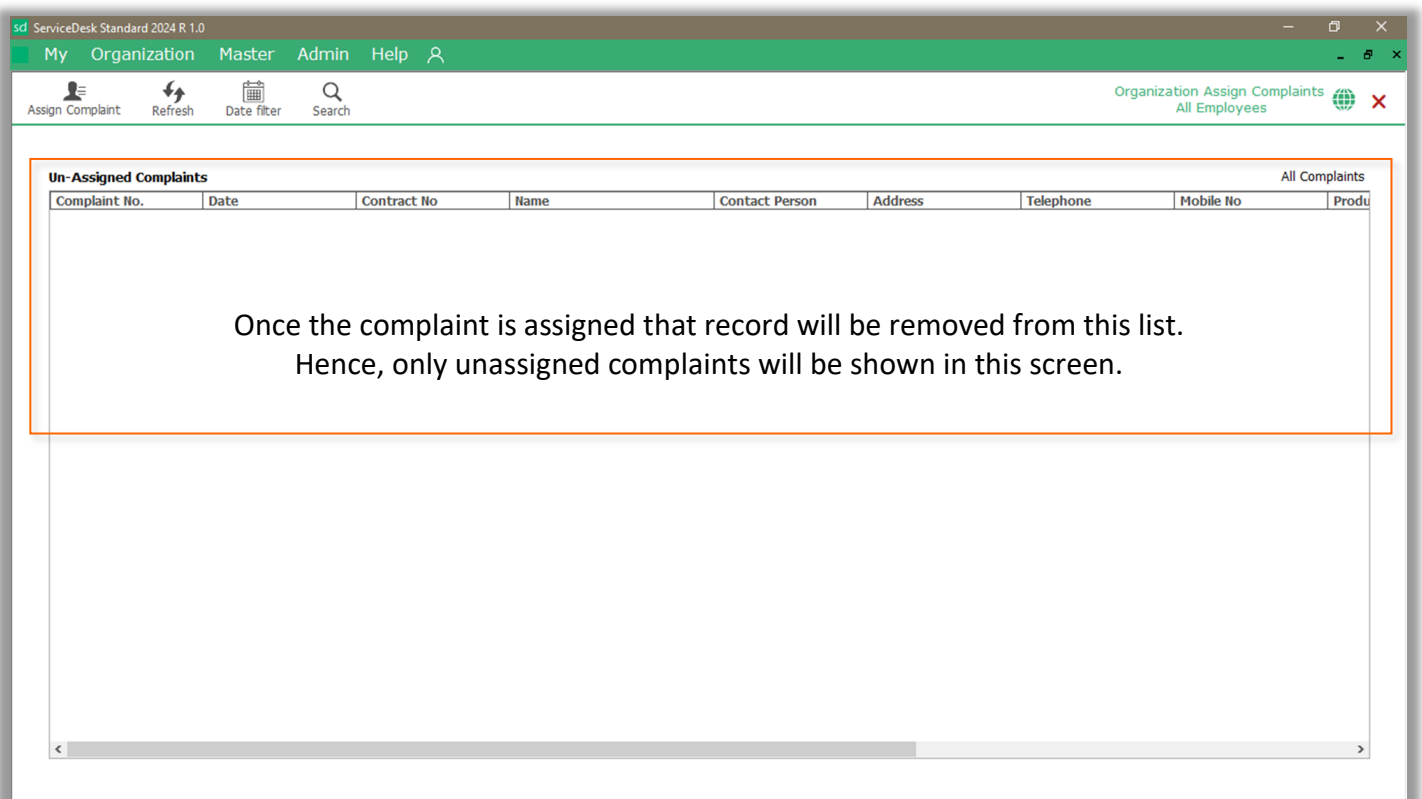 sd ServiceDesk Standard 2024 R 1.0
My Organization Master Admin Help
Assign Complaint Refresh Date filter Search
Organization Assign Complaints
All Employees
Un-Assigned Complaints All Complaints
Complaint No. Date Contract No Name Contact Person Address Telephone Mobile No Produ
Once the complaint is assigned that record will be removed from this list.
Hence, only unassigned complaints will be shown in this screen.